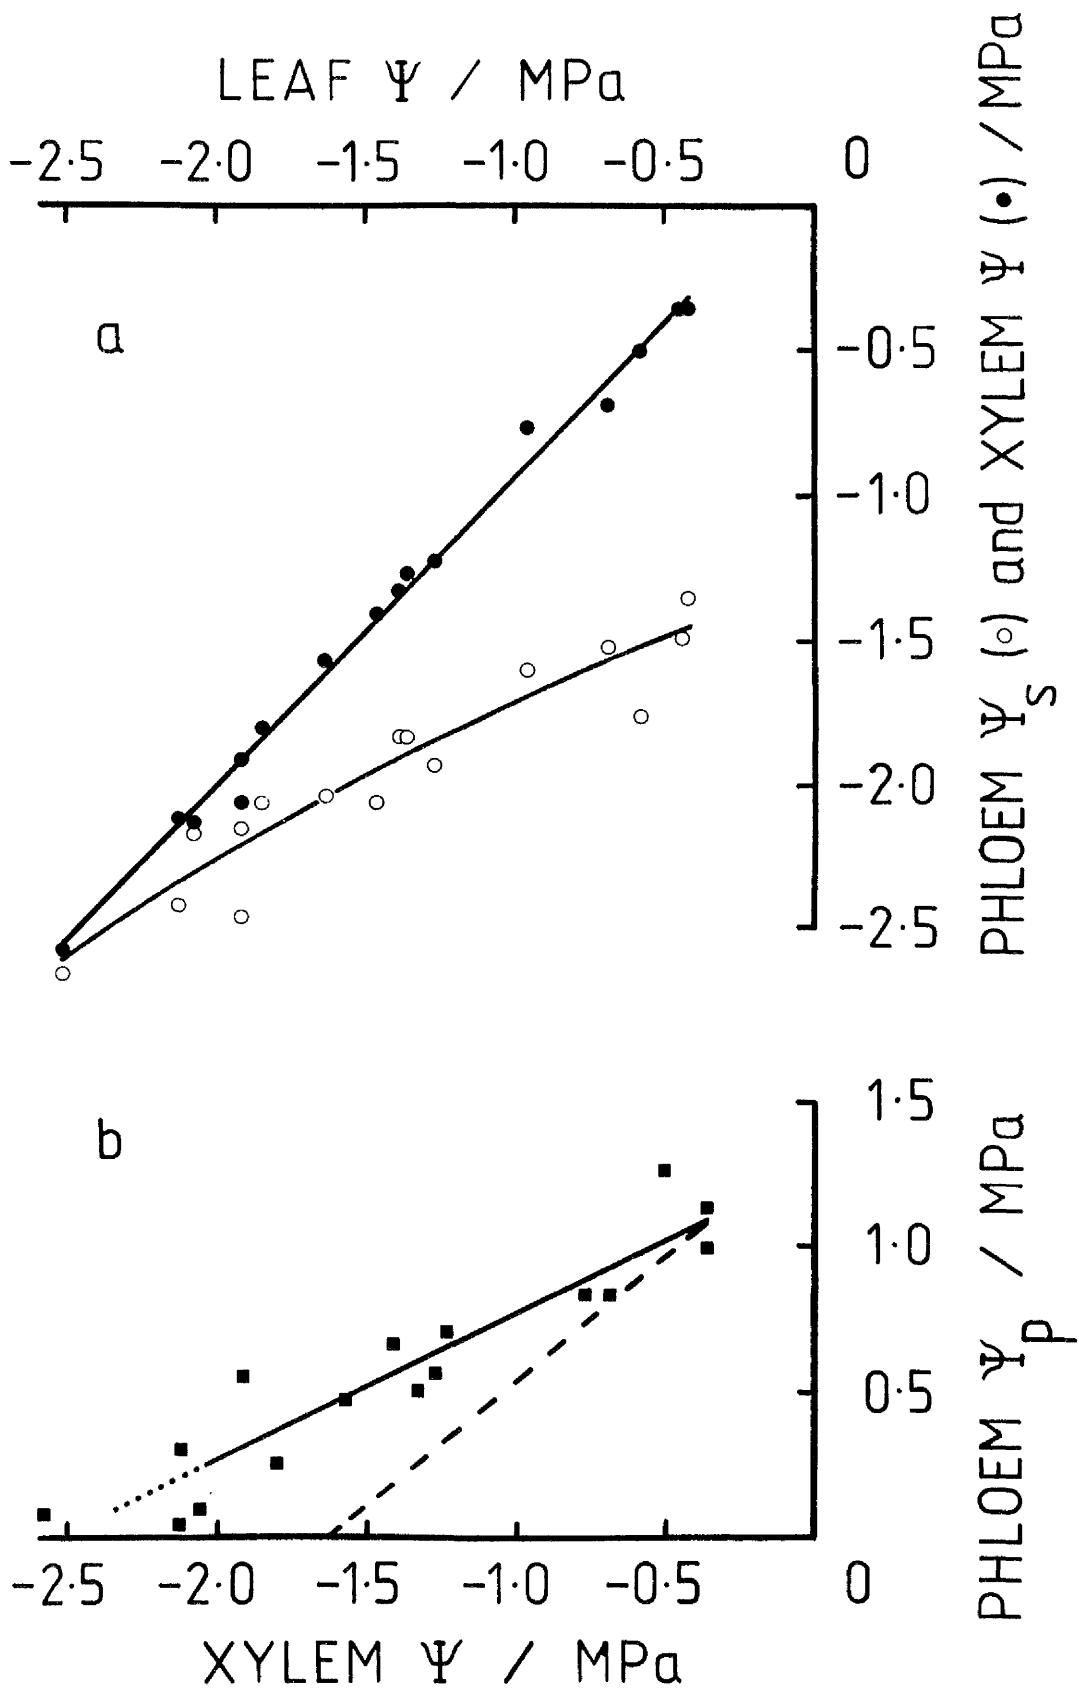 LEAF Ψ / MPa
-2·5 -2·0 -1·5 -1·0 -0·5 0
a
-0·5
-1·0
-1·5
-2·0
-2·5
PHLOEM Ψs (○) and XYLEM Ψ (●) / MPa
b
1·5
1·0
0·5
PHLOEM Ψp / MPa
-2·5 -2·0 -1·5 -1·0 -0·5 0
XYLEM Ψ / MPa